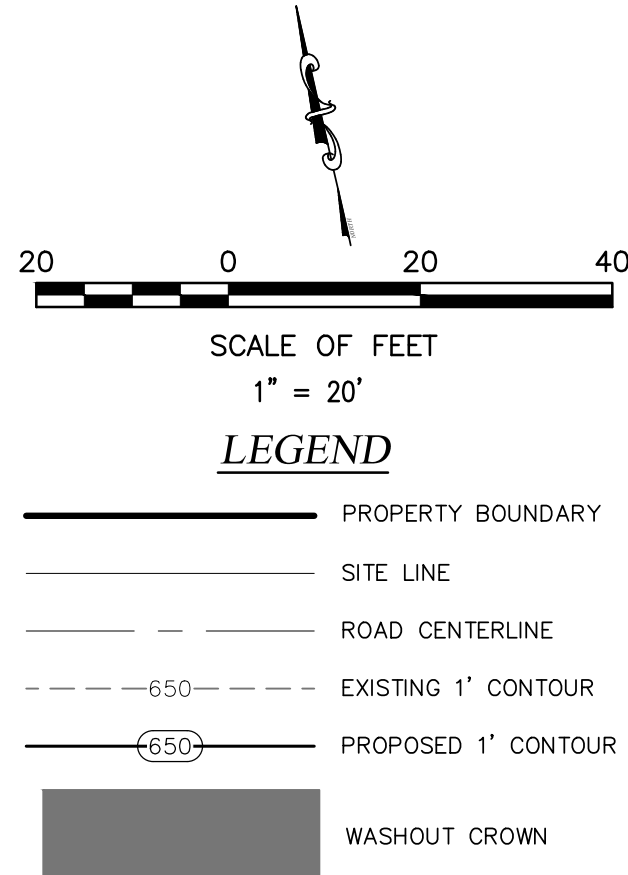 NORTH
20 0 20 40
SCALE OF FEET
1" = 20'
LEGEND
PROPERTY BOUNDARY
SITE LINE
ROAD CENTERLINE
650 EXISTING 1' CONTOUR
650 PROPOSED 1' CONTOUR
WASHOUT CROWN